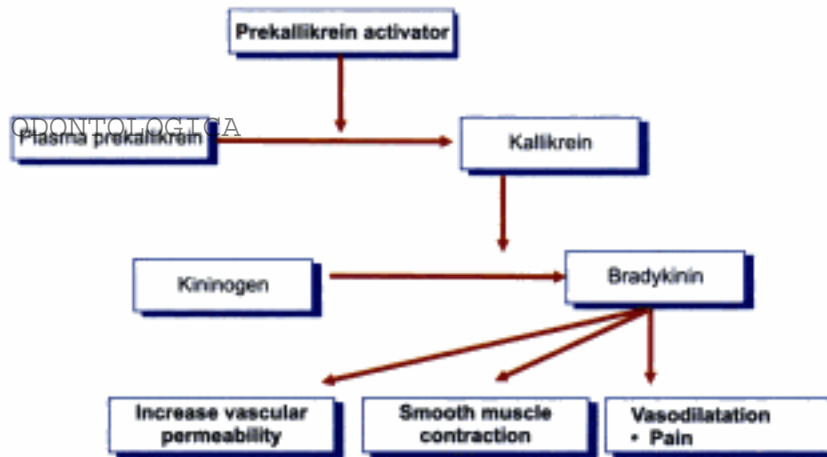 Prekallikrein activator
ODONTOLOGICA
Plasma prekallikrein
Kallikrein
Kininogen
Bradykinin
Increase vascular
permeability
Smooth muscle
contraction
Vasodilatation
• Pain